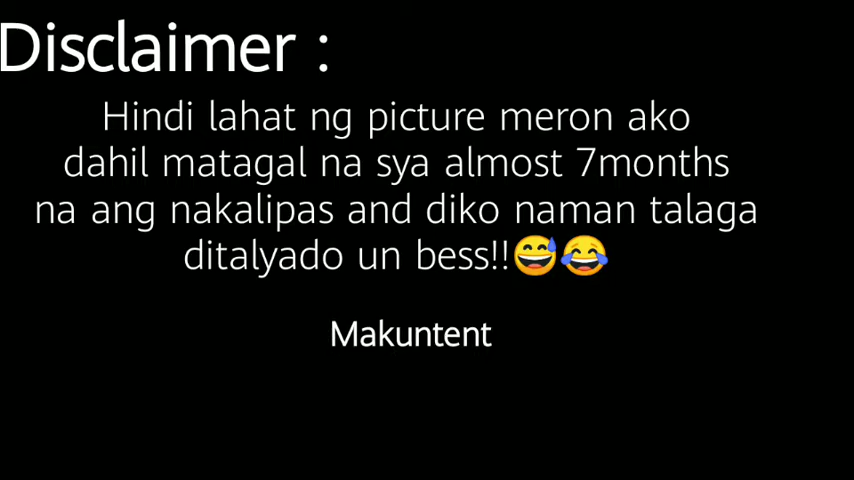 Disclaimer :
Hindi lahat ng picture meron ako
dahil matagal na sya almost 7months
na ang nakalipas and diko naman talaga
ditalyado un bess!!😅😂
Makuntent